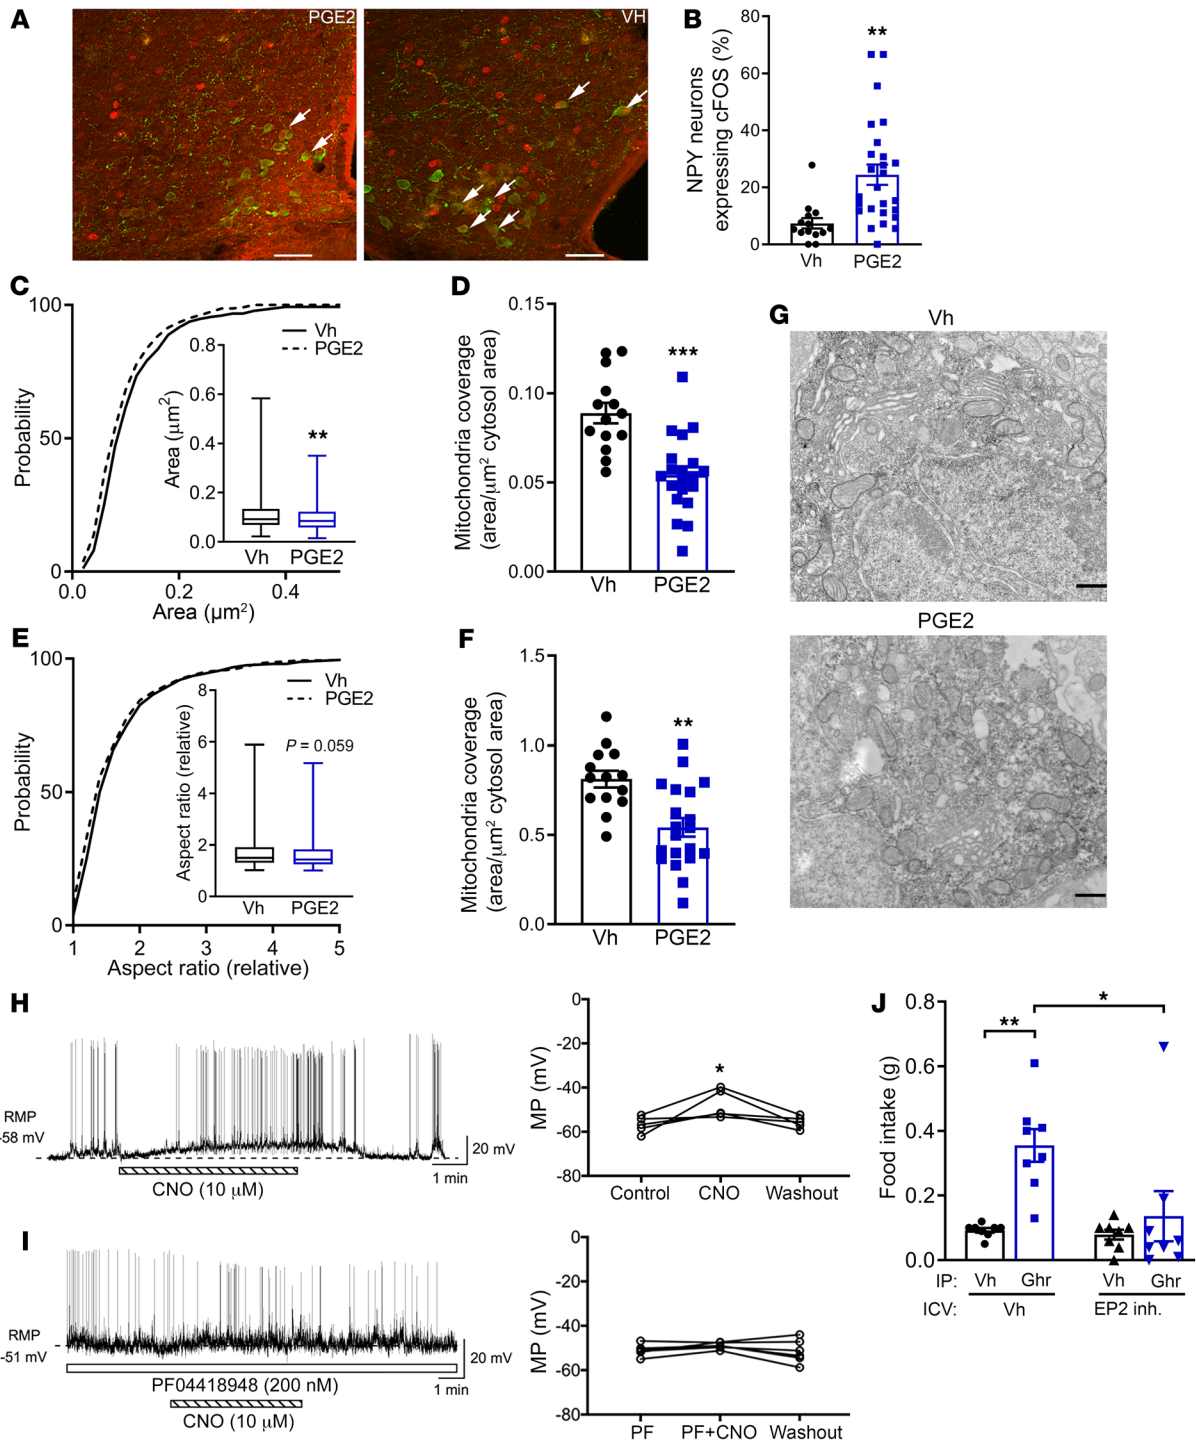 A
PGE2
VH
B
NPY neurons
expressing cFOS (%)
80
60
40
20
0
**
Vh
PGE2
C
Probability
100
50
0
0.0
0.2
0.4
Area (µm²)
Vh
PGE2
Area (µm²)
0.8
0.6
0.4
0.2
0.0
**
Vh
PGE2
D
Mitochondria coverage
(area/µm² cytosol area)
0.15
0.10
0.05
0.00
***
Vh
PGE2
G
Vh
PGE2
E
Probability
100
50
0
1
2
3
4
5
Aspect ratio (relative)
Vh
PGE2
Aspect ratio (relative)
8
6
4
2
0
P = 0.059
Vh
PGE2
F
Mitochondria coverage
(area/µm² cytosol area)
1.5
1.0
0.5
0.0
**
Vh
PGE2
H
RMP
-58 mV
CNO (10 µM)
20 mV
1 min
MP (mV)
0
-20
-40
-60
-80
*
Control
CNO
Washout
I
RMP
-51 mV
PF04418948 (200 nM)
CNO (10 µM)
20 mV
1 min
MP (mV)
0
-20
-40
-60
-80
PF
PF+CNO
Washout
J
Food intake (g)
0.8
0.6
0.4
0.2
0.0
**
*
IP: Vh Ghr Vh Ghr
ICV: Vh EP2 inh.